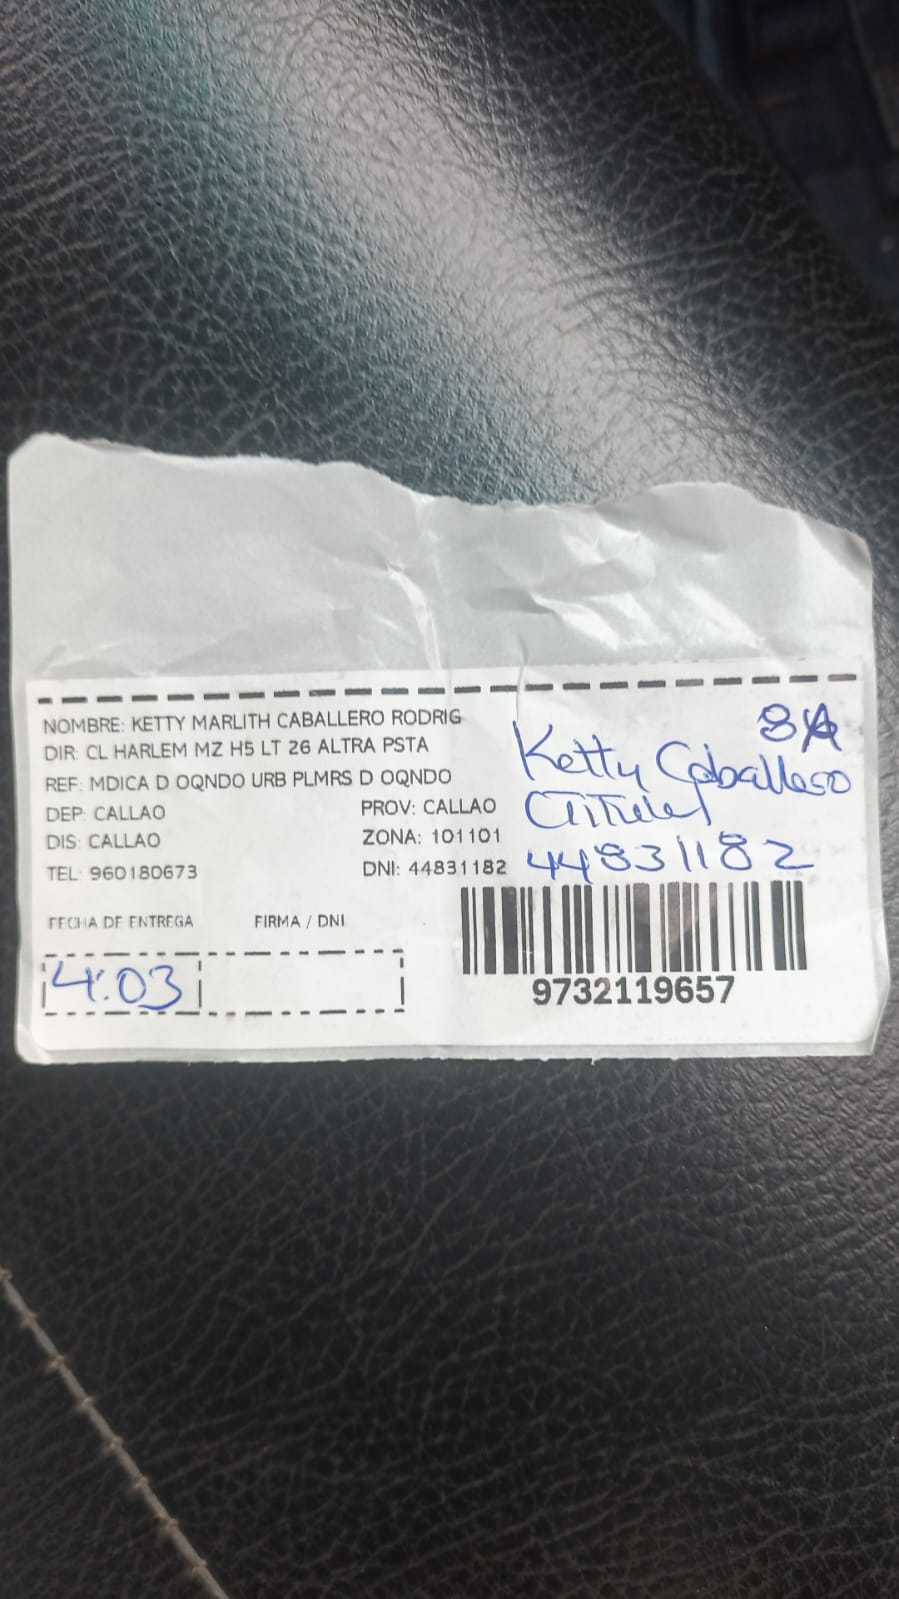 NOMBRE: KETTY MARLITH CABALLERO RODRIG
DIR: CL HARLEM MZ H5 LT 26 ALTRA PSTA
REF: MDICA D OQNDO URB PLMRS D OQNDO
DEP: CALLAO PROV: CALLAO
DIS: CALLAO ZONA: 101101
TEL: 960180673 DNI: 44831182
FECHA DE ENTREGA FIRMA / DNI
4:03
Ketty Caballero
44831182
9732119657